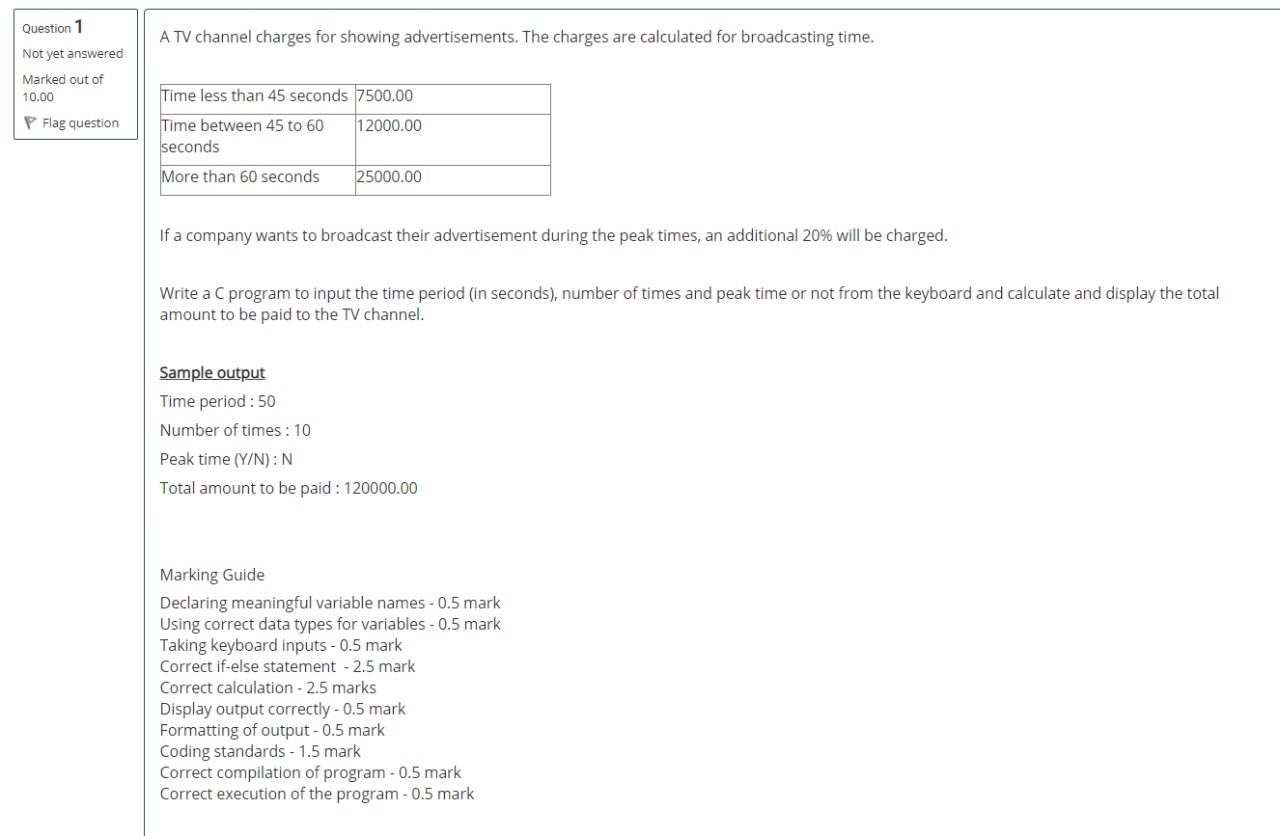 Question 1
Not yet answered
Marked out of
10.00
Flag question
A TV channel charges for showing advertisements. The charges are calculated for broadcasting time.
Time less than 45 seconds 7500.00
Time between 45 to 60 12000.00
seconds
More than 60 seconds 25000.00
If a company wants to broadcast their advertisement during the peak times, an additional 20% will be charged.
Write a C program to input the time period (in seconds), number of times and peak time or not from the keyboard and calculate and display the total
amount to be paid to the TV channel.
Sample output
Time period : 50
Number of times : 10
Peak time (Y/N) : N
Total amount to be paid : 120000.00
Marking Guide
Declaring meaningful variable names - 0.5 mark
Using correct data types for variables - 0.5 mark
Taking keyboard inputs - 0.5 mark
Correct if-else statement - 2.5 mark
Correct calculation - 2.5 marks
Display output correctly - 0.5 mark
Formatting of output - 0.5 mark
Coding standards - 1.5 mark
Correct compilation of program - 0.5 mark
Correct execution of the program - 0.5 mark